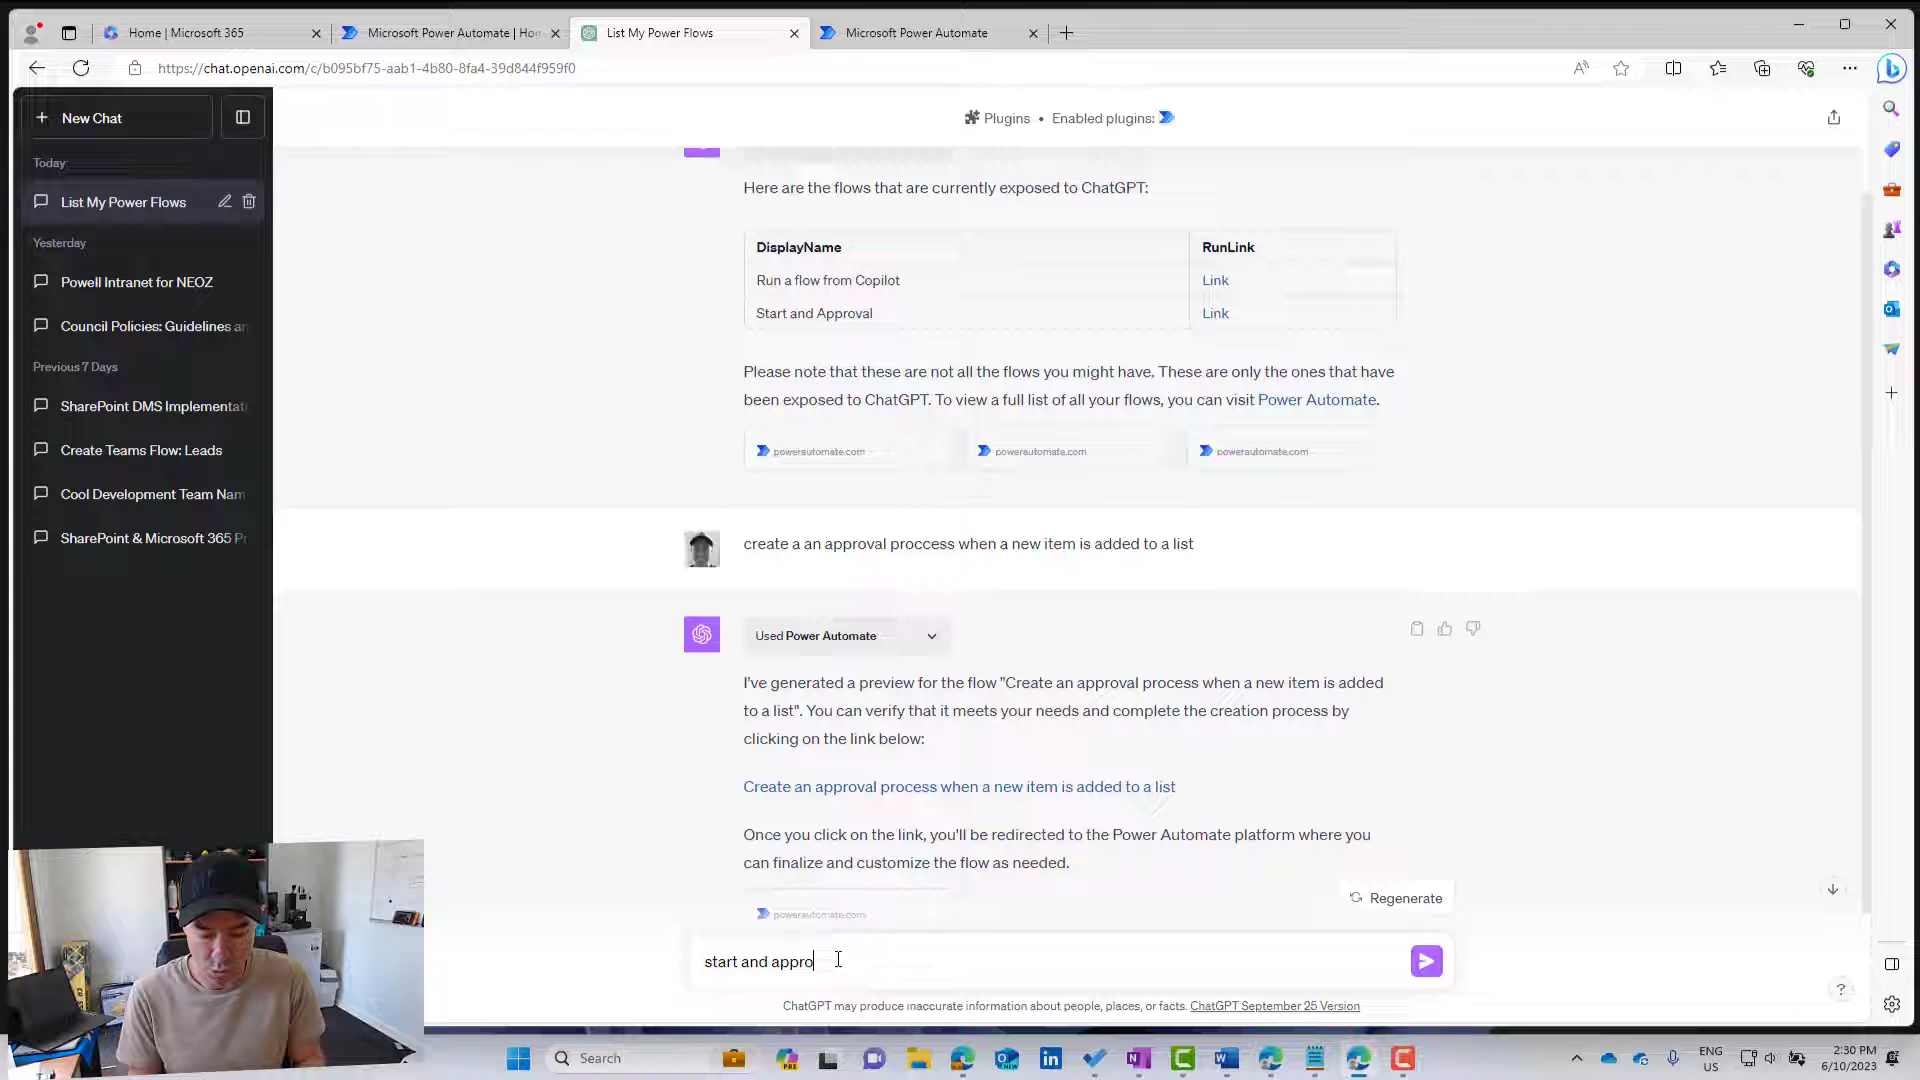 Home | Microsoft 365
Microsoft Power Automate | Ho
List My Power Flows
Microsoft Power Automate
https://chat.openai.com/c/b095bf75-aab1-4b80-8fa4-39d844f959f0
New Chat
Plugins • Enabled plugins:
Today
List My Power Flows
Yesterday
Powell Intranet for NEOZ
Council Policies: Guidelines an
Previous 7 Days
SharePoint DMS Implementat
Create Teams Flow: Leads
Cool Development Team Nam
SharePoint & Microsoft 365 Pr
Here are the flows that are currently exposed to ChatGPT:
DisplayName RunLink
Run a flow from Copilot Link
Start and Approval Link
Please note that these are not all the flows you might have. These are only the ones that have
been exposed to ChatGPT. To view a full list of all your flows, you can visit Power Automate.
powerautomate.com powerautomate.com powerautomate.com
create a an approval proccess when a new item is added to a list
Used Power Automate
I've generated a preview for the flow "Create an approval process when a new item is added
to a list". You can verify that it meets your needs and complete the creation process by
clicking on the link below:
Create an approval process when a new item is added to a list
Once you click on the link, you'll be redirected to the Power Automate platform where you
can finalize and customize the flow as needed.
Regenerate
powerautomate.com
start and appro
ChatGPT may produce inaccurate information about people, places, or facts. ChatGPT September 25 Version
?
Search
PRE
NEW
ENG
US
2:30 PM
6/10/2023